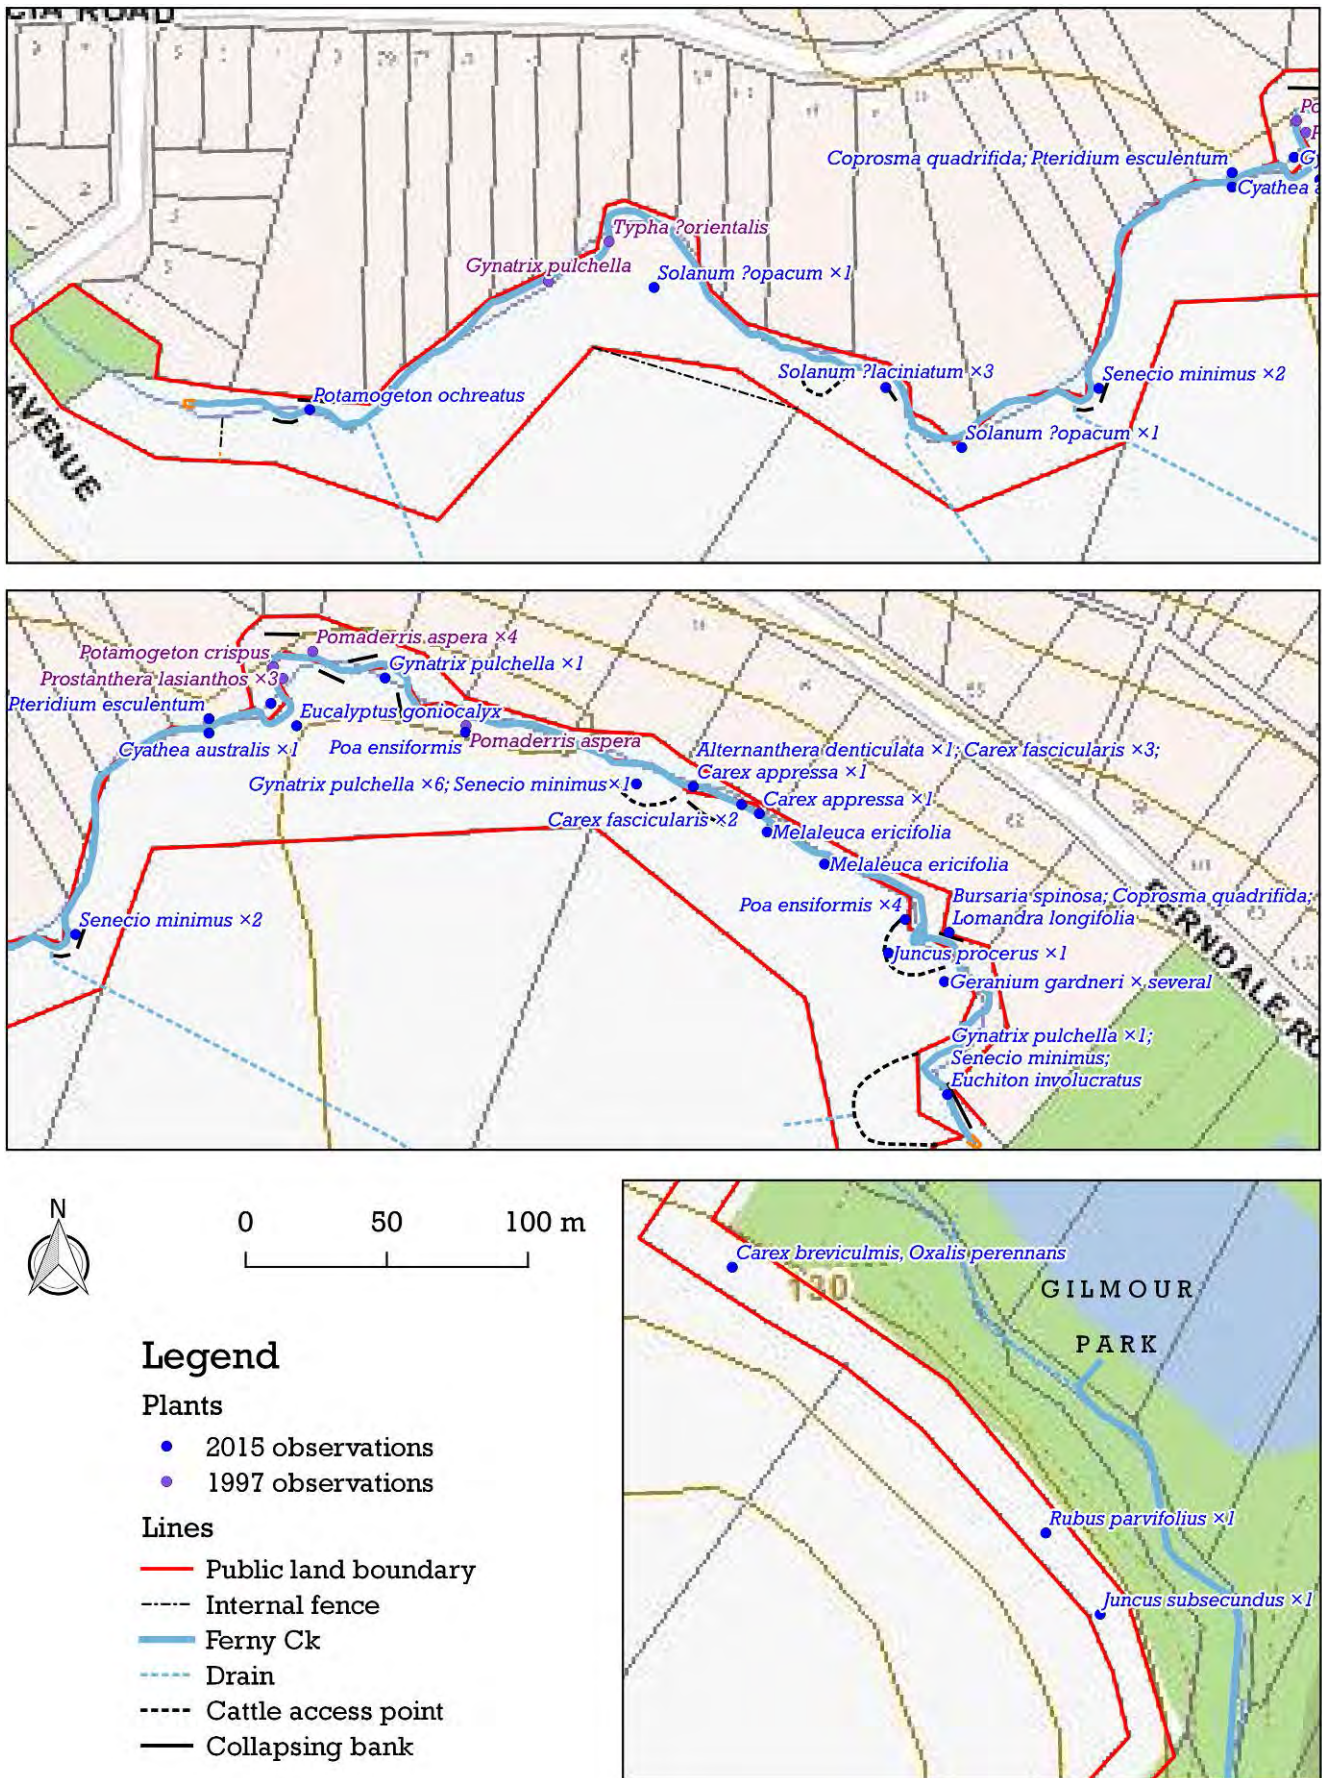 GIA ROAD
Coprosma quadrifida; Pteridium esculentum
Cyathea
Typha ?orientalis
Gynatrix pulchella
Solanum ?opacum ×1
Solanum ?laciniatum ×3
Senecio minimus ×2
Potamogeton ochreatus
Solanum ?opacum ×1
AVENUE
Pomaderris aspera ×4
Potamogeton crispus
Gynatrix pulchella ×1
Prostanthera lasianthos ×3
Pteridium esculentum
Eucalyptus goniocalyx
Cyathea australis ×1
Poa ensiformis
Pomaderris aspera
Alternanthera denticulata ×1; Carex fascicularis ×3;
Carex appressa ×1
Gynatrix pulchella ×6; Senecio minimus×1
Carex appressa ×1
Carex fascicularis ×2
Melaleuca ericifolia
Melaleuca ericifolia
Bursaria spinosa; Coprosma quadrifida;
Lomandra longifolia
Poa ensiformis ×4
Senecio minimus ×2
Juncus procerus ×1
Geranium gardneri × several
FERNDALE RO
Gynatrix pulchella ×1;
Senecio minimus;
Euchiton involucratus
N
0 50 100 m
Legend
Plants
2015 observations
1997 observations
Lines
Public land boundary
Internal fence
Ferny Ck
Drain
Cattle access point
Collapsing bank
Carex breviculmis, Oxalis perennans
130
GILMOUR
PARK
Rubus parvifolius ×1
Juncus subsecundus ×1